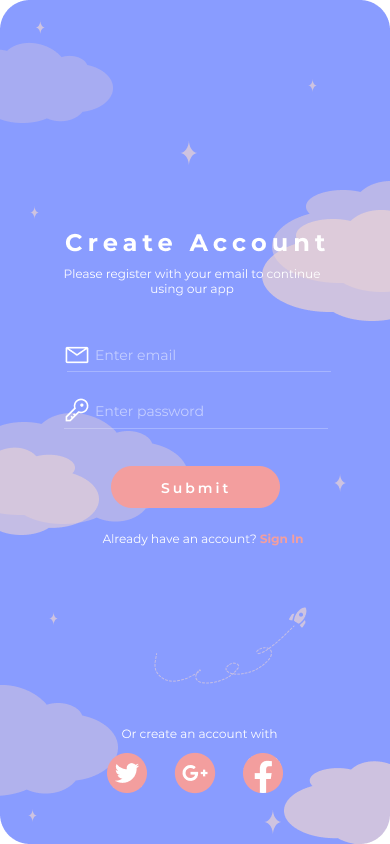 Create Account
Please register with your email to continue
using our app
Enter email
Enter password
Submit
Already have an account? Sign In
Or create an account with
G+
f